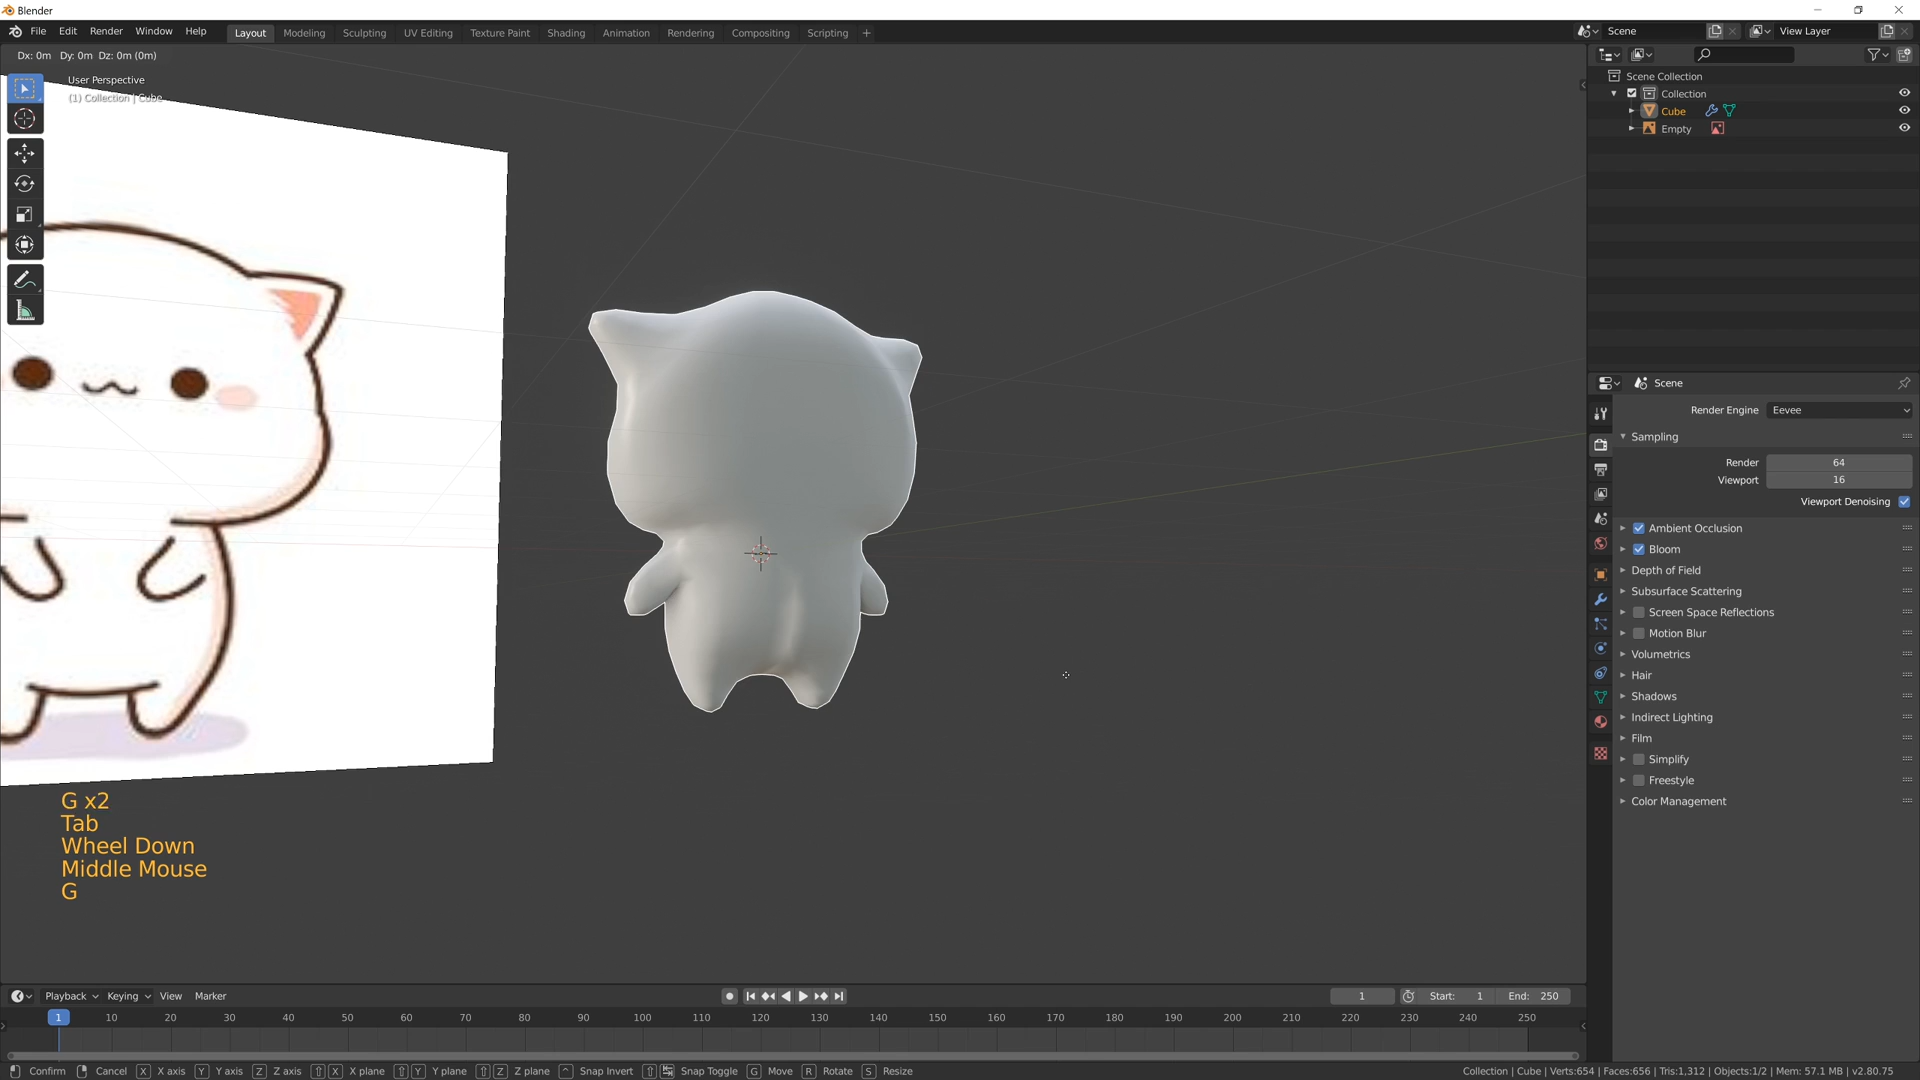 Blender
File Edit Render Window Help Layout Modeling Sculpting UV Editing Texture Paint Shading Animation Rendering Compositing Scripting + Scene View Layer
Dx: 0m Dy: 0m Dz: 0m (0m)
User Perspective
(1) Collection | Cube
Scene Collection
Collection
Cube
Empty
Scene
Render Engine Eevee
Sampling
Render 64
Viewport 16
Viewport Denoising
Ambient Occlusion
Bloom
Depth of Field
Subsurface Scattering
Screen Space Reflections
Motion Blur
Volumetrics
Hair
Shadows
Indirect Lighting
Film
Simplify
Freestyle
Color Management
G x2
Tab
Wheel Down
Middle Mouse
G
Playback Keying View Marker 1 Start: 1 End: 250
1 10 20 30 40 50 60 70 80 90 100 110 120 130 140 150 160 170 180 190 200 210 220 230 240 250
Confirm Cancel X X axis Y Y axis Z Z axis X X plane Y Y plane Z Z plane ^ Snap Invert Snap Toggle G Move R Rotate S Resize Collection | Cube | Verts:654 | Faces:656 | Tris:1,312 | Objects:1/2 | Mem: 57.1 MB | v2.80.75